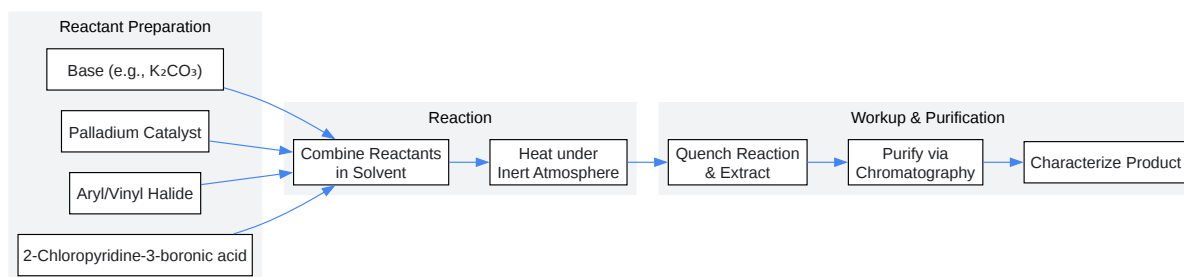 Reactant Preparation
Base (e.g., K₂CO₃)
Palladium Catalyst
Aryl/Vinyl Halide
2-Chloropyridine-3-boronic acid
Reaction
Combine Reactants
in Solvent
Heat under
Inert Atmosphere
Workup & Purification
Quench Reaction
& Extract
Purify via
Chromatography
Characterize Product